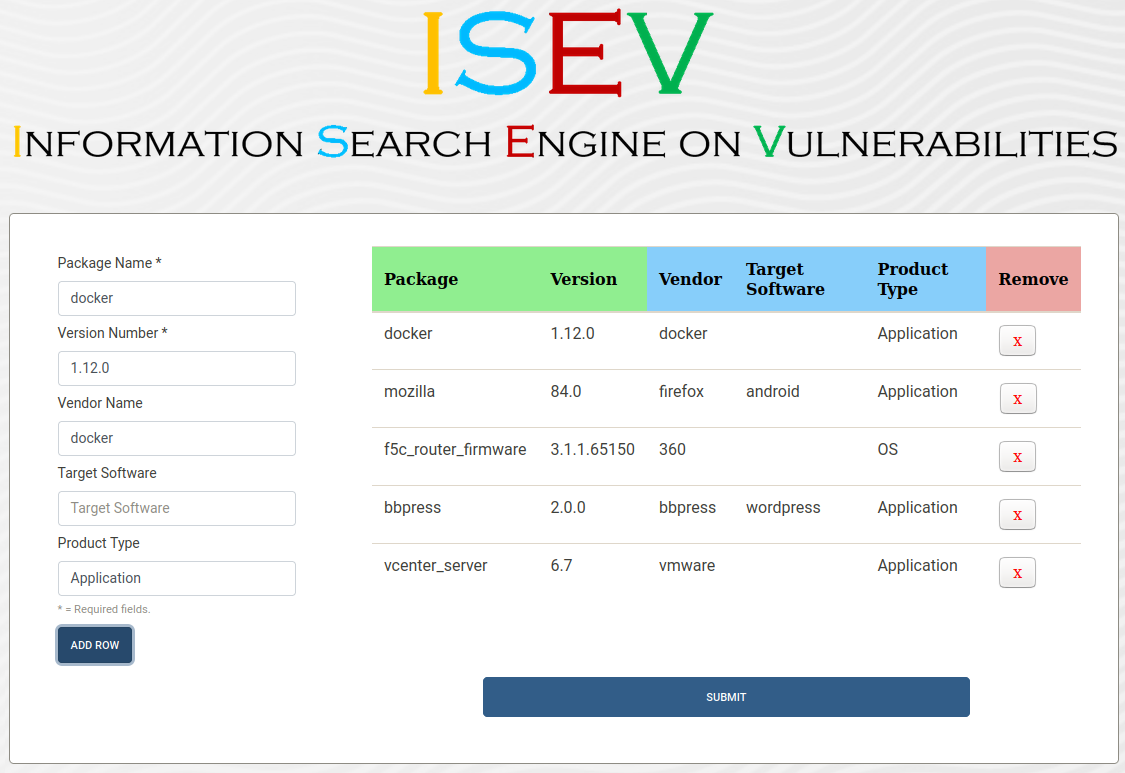 ISEV
INFORMATION SEARCH ENGINE ON VULNERABILITIES
Package Name *
docker
Version Number *
1.12.0
Vendor Name
docker
Target Software
Target Software
Product Type
Application
* = Required fields.
ADD ROW
Package Version Vendor Target Software Product Type Remove
docker 1.12.0 docker Application x
mozilla 84.0 firefox android Application x
f5c_router_firmware 3.1.1.65150 360 OS x
bbpress 2.0.0 bbpress wordpress Application x
vcenter_server 6.7 vmware Application x
SUBMIT